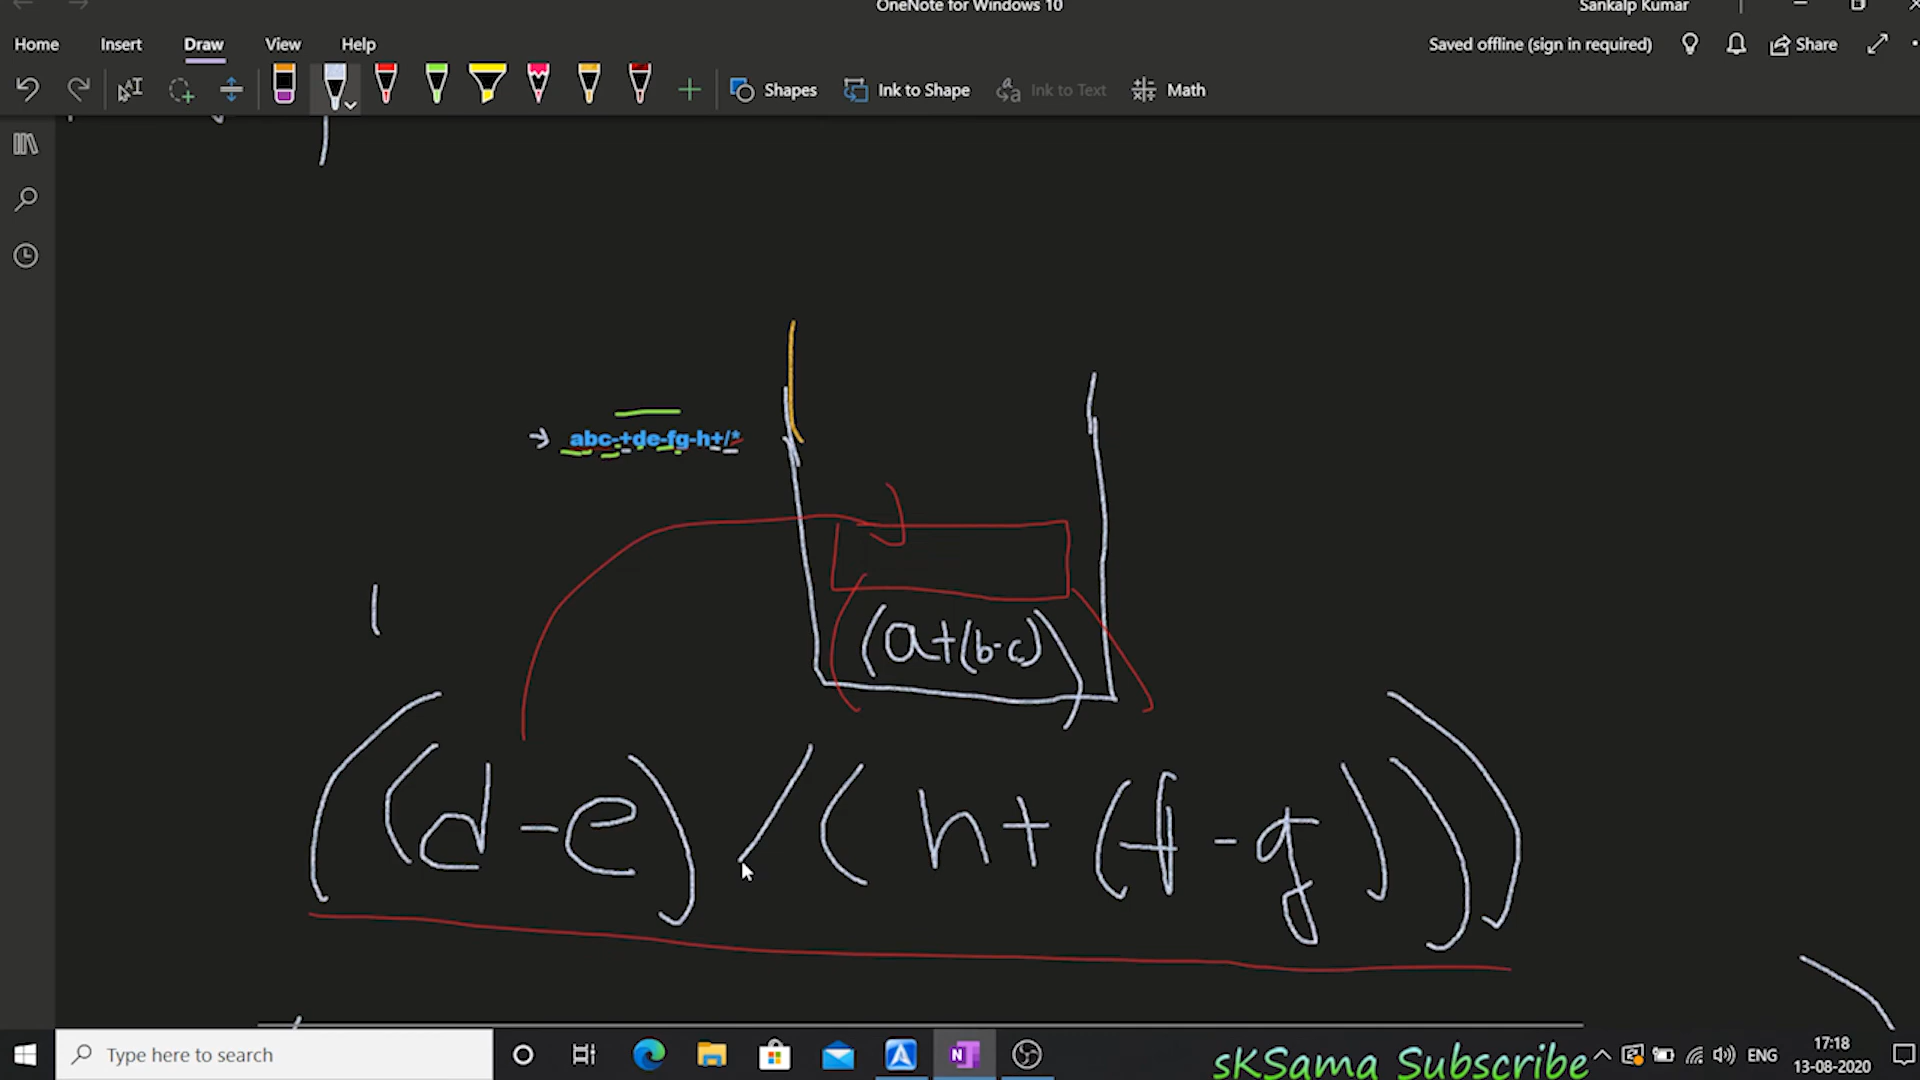 OneNote for Windows 10
Sankalp Kumar
Home Insert Draw View Help
Saved offline (sign in required) Share
Shapes Ink to Shape Ink to Text Math
abc-+de-fg-h+/*
(a+(b-c))
((d-e)/(h+(f-g)))
Type here to search
sKSama Subscribe
ENG
17:18
13-08-2020